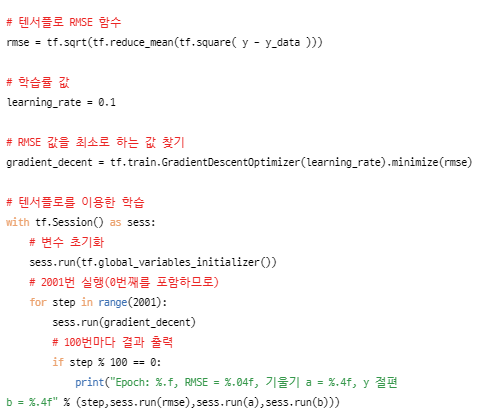 # 텐서플로 RMSE 함수
rmse = tf.sqrt(tf.reduce_mean(tf.square( y - y_data )))
# 학습률 값
learning_rate = 0.1
# RMSE 값을 최소로 하는 값 찾기
gradient_decent = tf.train.GradientDescentOptimizer(learning_rate).minimize(rmse)
# 텐서플로를 이용한 학습
with tf.Session() as sess:
# 변수 초기화
sess.run(tf.global_variables_initializer())
# 2001번 실행(0번째를 포함하므로)
for step in range(2001):
sess.run(gradient_decent)
# 100번마다 결과 출력
if step % 100 == 0:
print("Epoch: %.f, RMSE = %.04f, 기울기 a = %.4f, y 절편
b = %.4f" % (step,sess.run(rmse),sess.run(a),sess.run(b)))